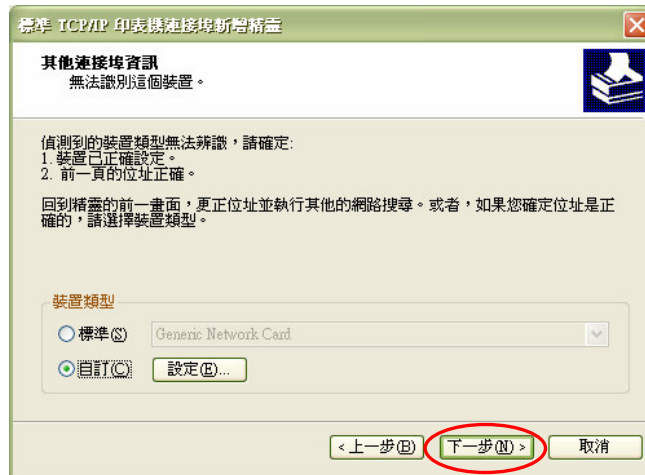 標準 TCP/IP 印表機連接埠新增精靈
其他連接埠資訊
無法識別這個裝置。
偵測到的裝置類型無法辨識，請確定:
1. 裝置已正確設定。
2. 前一頁的位址正確。
回到精靈的前一畫面，更正位址並執行其他的網路搜尋。或者，如果您確定位址是正
確的，請選擇裝置類型。
裝置類型
標準(S) Generic Network Card
自訂(C) 設定(E)...
< 上一步(B) 下一步(N) > 取消